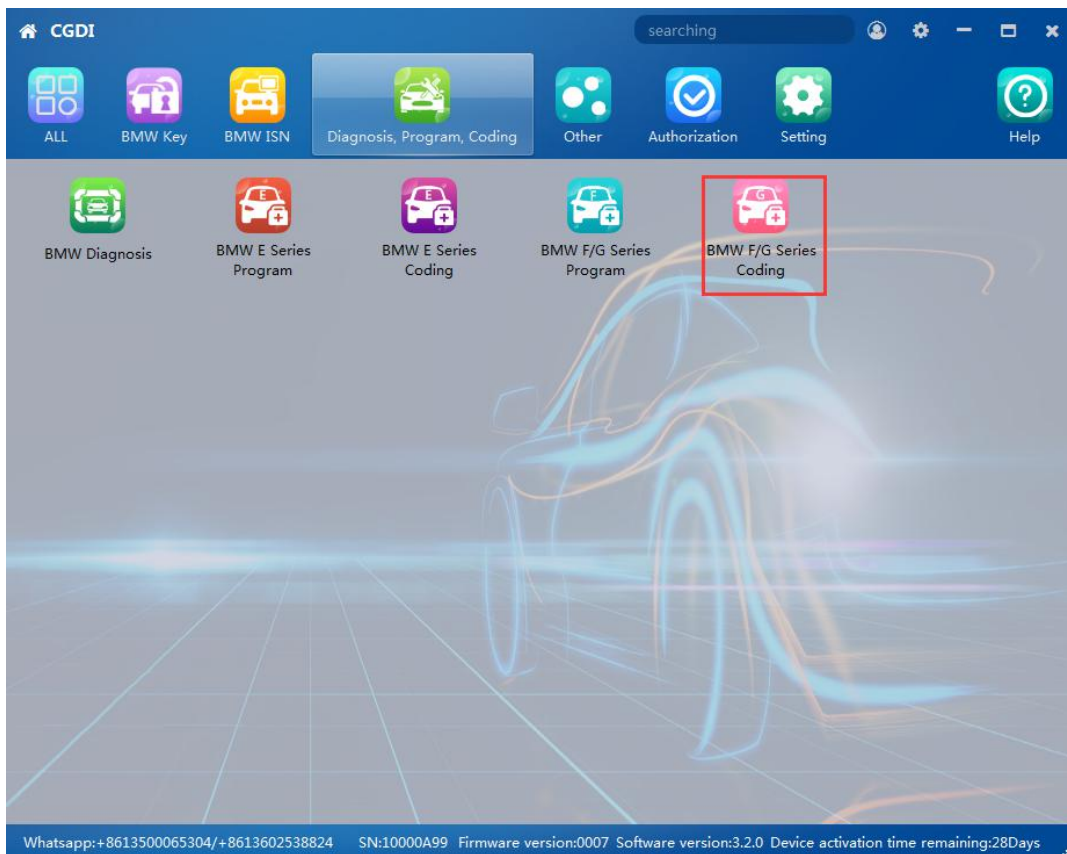 CGDI
searching
ALL
BMW Key
BMW ISN
Diagnosis, Program, Coding
Other
Authorization
Setting
Help
BMW Diagnosis
BMW E Series
Program
BMW E Series
Coding
BMW F/G Series
Program
BMW F/G Series
Coding
E
E
F
G
Whatsapp:+8613500065304/+8613602538824 SN:10000A99 Firmware version:0007 Software version:3.2.0 Device activation time remaining:28Days